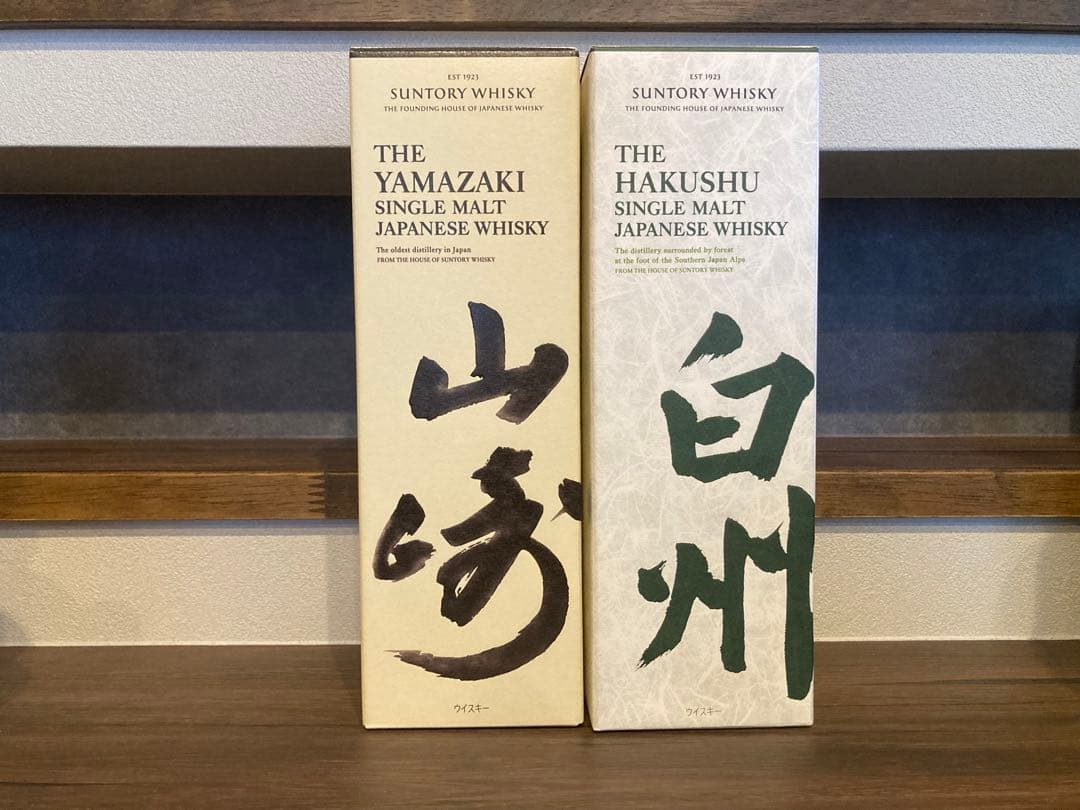 EST 1923
SUNTORY WHISKY
THE FOUNDING HOUSE OF JAPANESE WHISKY
THE
YAMAZAKI
SINGLE MALT
JAPANESE WHISKY
The oldest distillery in Japan
FROM THE HOUSE OF SUNTORY WHISKY
山
崎
ウイスキー
EST 1923
SUNTORY WHISKY
THE FOUNDING HOUSE OF JAPANESE WHISKY
THE
HAKUSHU
SINGLE MALT
JAPANESE WHISKY
The distillery surrounded by forest
at the foot of the Southern Japan Alps
FROM THE HOUSE OF SUNTORY WHISKY
白
州
ウイスキー